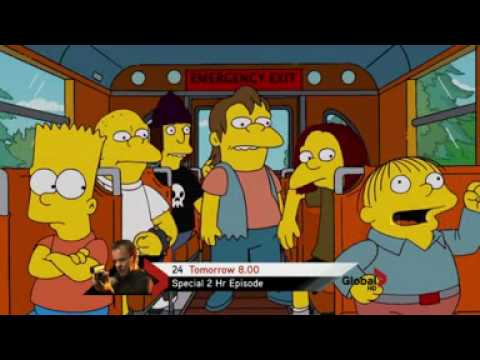 EMERGENCY EXIT
24 Tomorrow 8.00
Special 2 Hr Episode
Global
HD